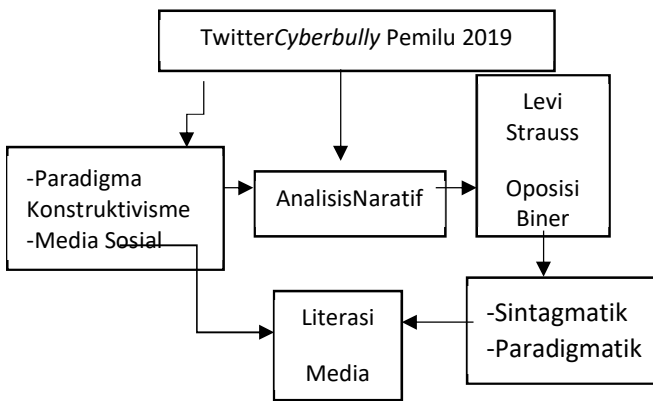 TwitterCyberbully Pemilu 2019
-Paradigma
Konstruktivisme
-Media Sosial
AnalisisNaratif
Levi
Strauss
Oposisi
Biner
Literasi
Media
-Sintagmatik
-Paradigmatik